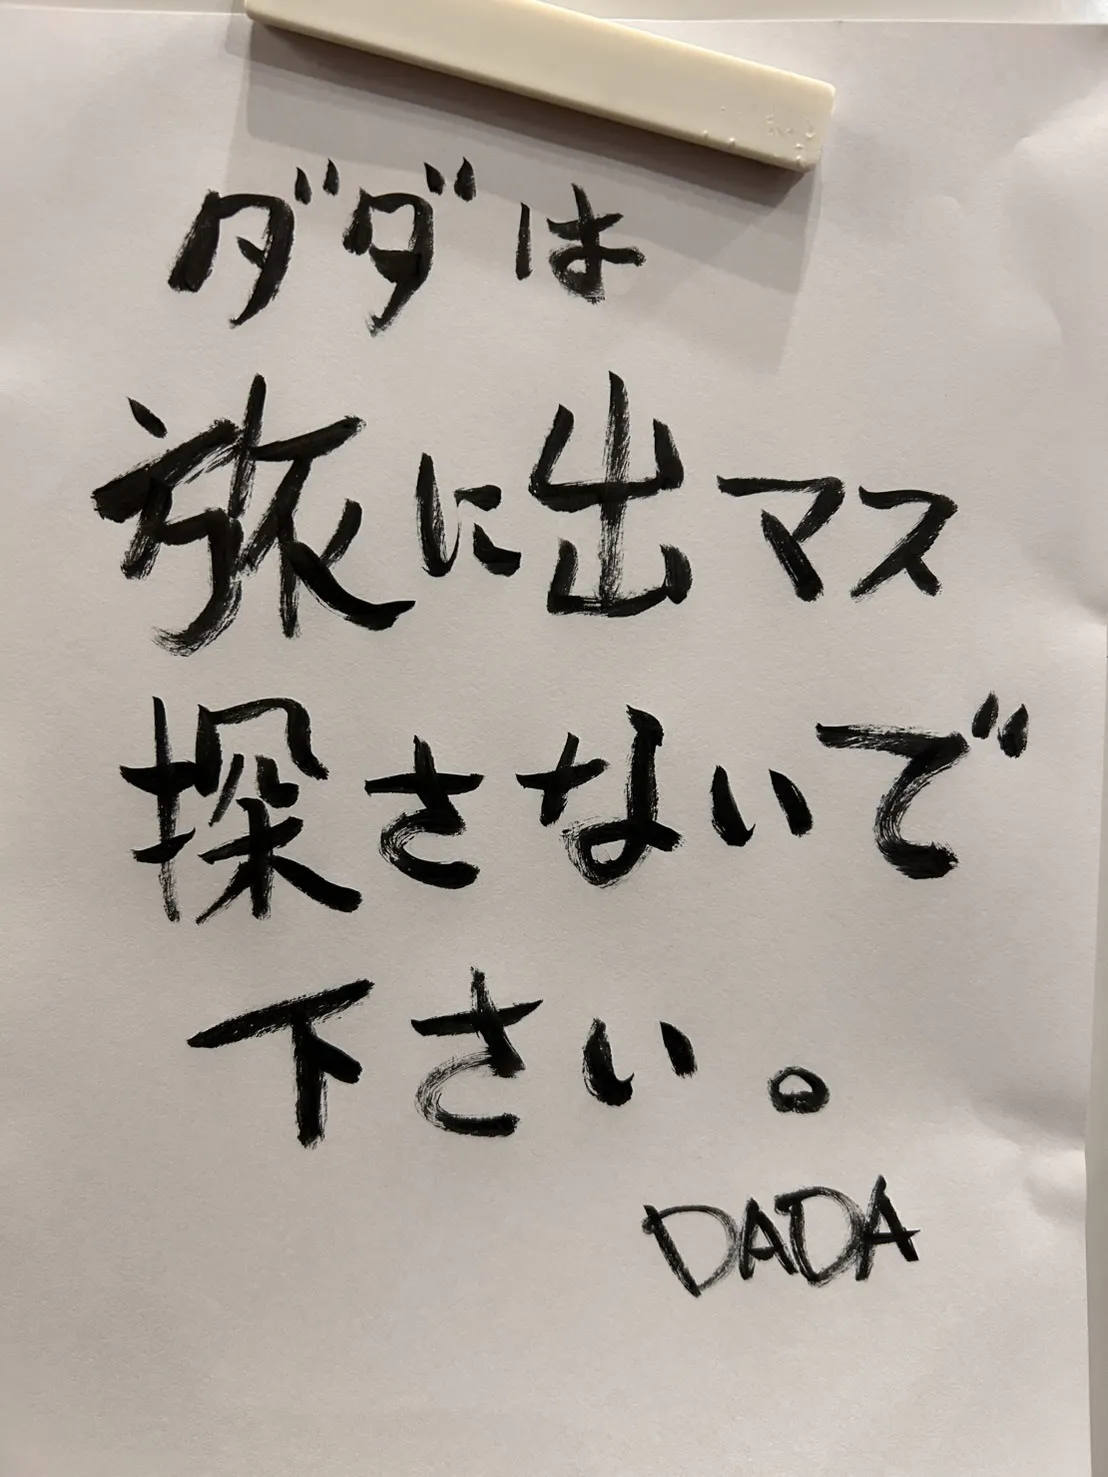 ダダは
旅に出マス
探さないで
下さい。
DADA